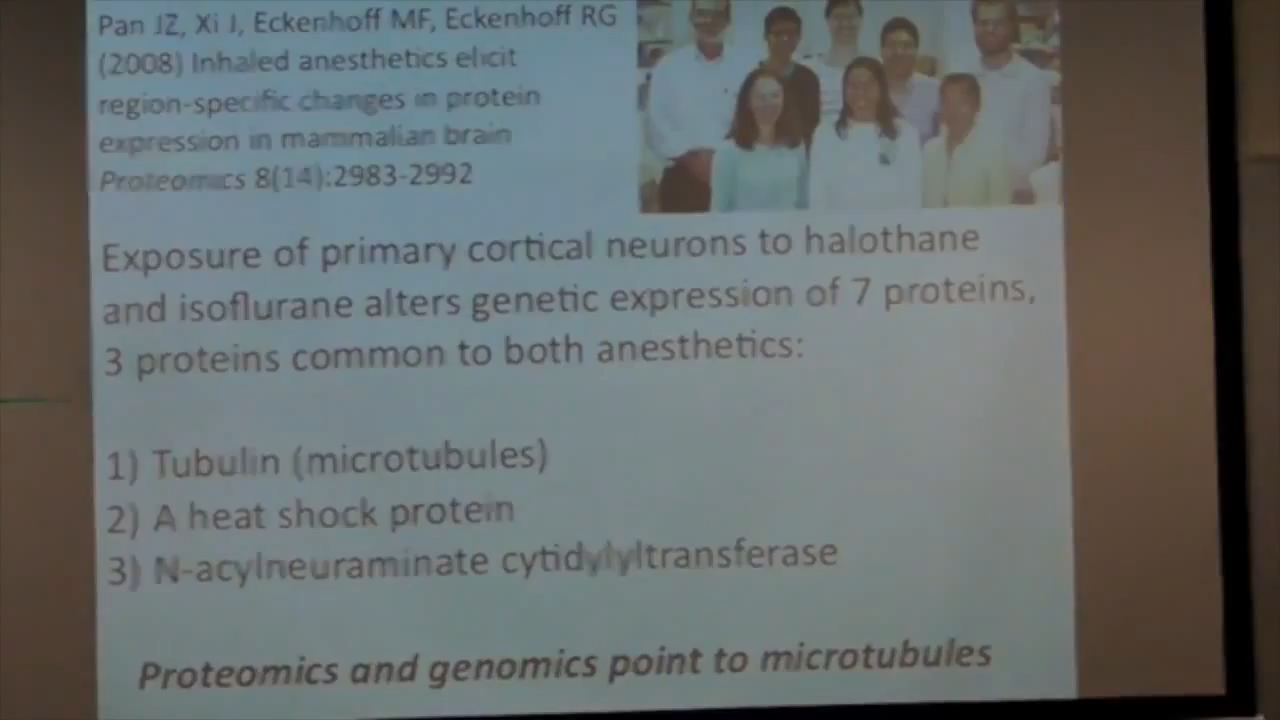 Pan JZ, Xi J, Eckenhoff MF, Eckenhoff RG
(2008) Inhaled anesthetics elicit
region-specific changes in protein
expression in mammalian brain
Proteomics 8(14):2983-2992
Exposure of primary cortical neurons to halothane
and isoflurane alters genetic expression of 7 proteins,
3 proteins common to both anesthetics:
1) Tubulin (microtubules)
2) A heat shock protein
3) N-acylneuraminate cytidylyltransferase
Proteomics and genomics point to microtubules